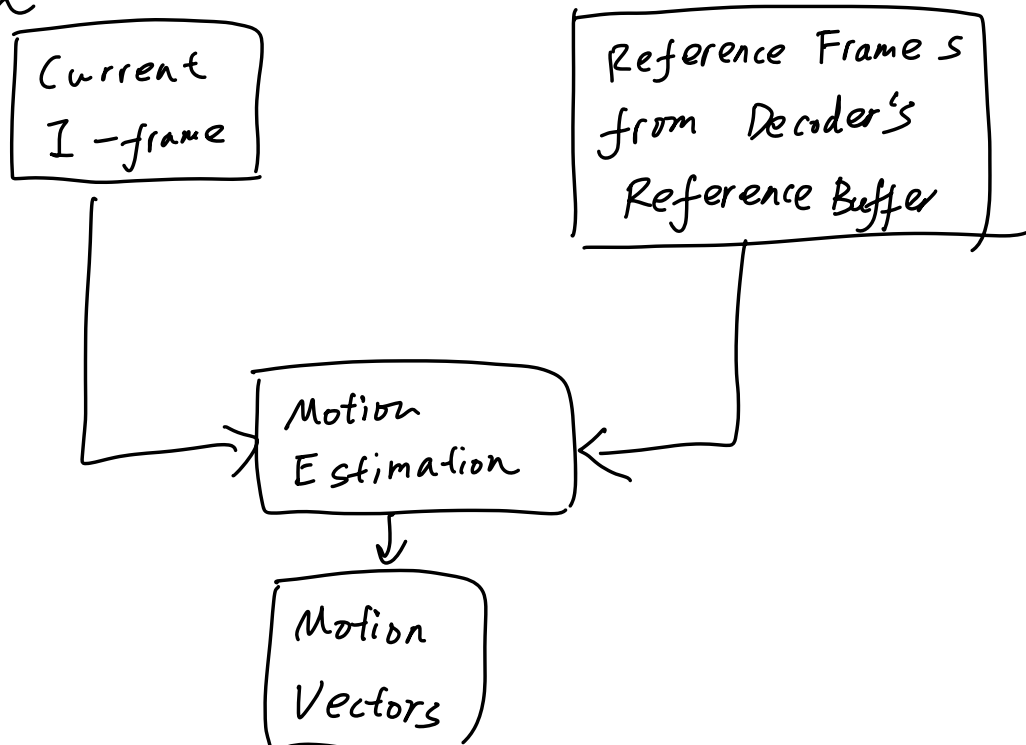 Current
I-frame
Reference Frames
from Decoder's
Reference Buffer
Motion
Estimation
Motion
Vectors